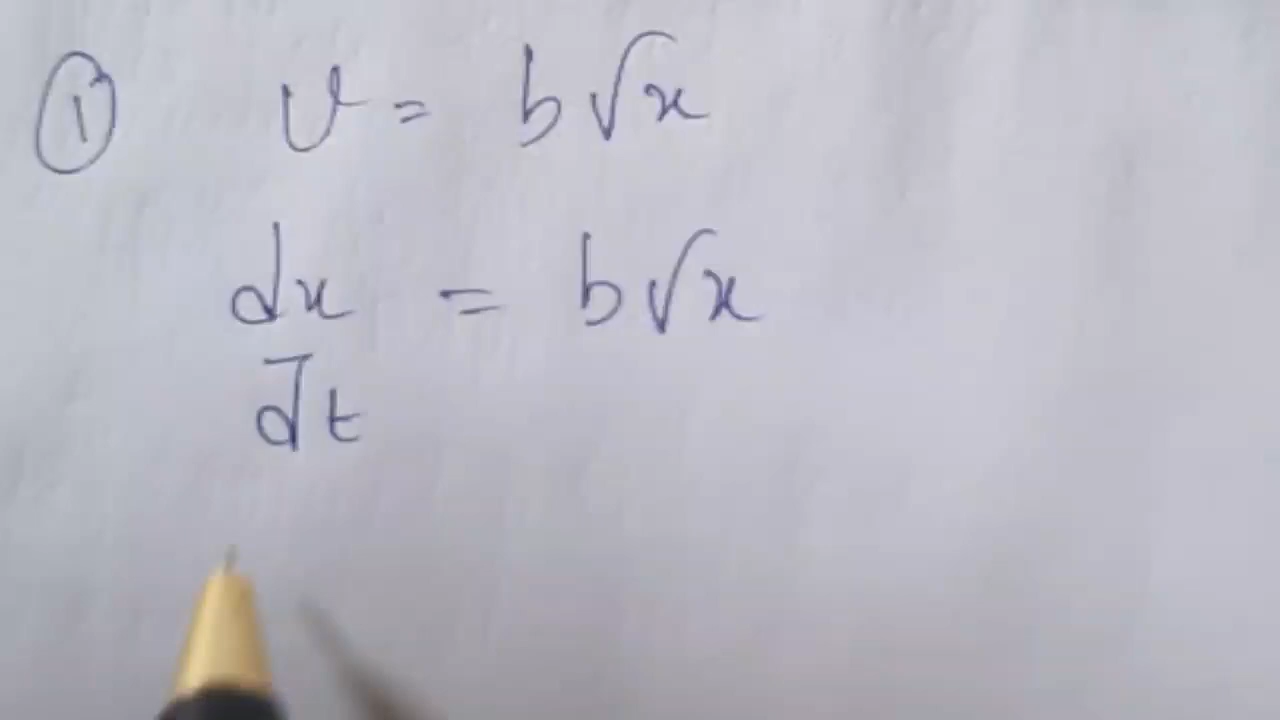 ① v = b√x
dx = b√x
dt